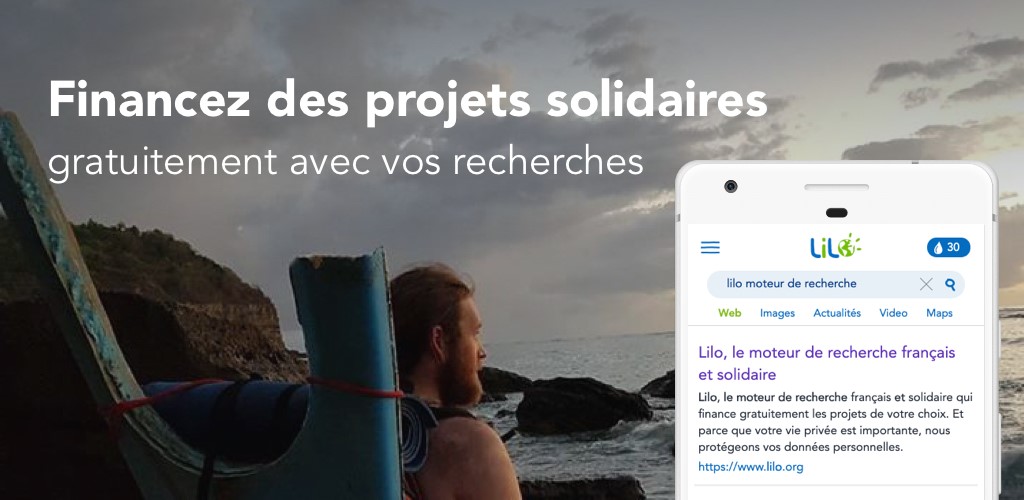 Financez des projets solidaires
gratuitement avec vos recherches
LiLo
30
lilo moteur de recherche
Web Images Actualités Video Maps
Lilo, le moteur de recherche français
et solidaire
Lilo, le moteur de recherche français et solidaire qui
finance gratuitement les projets de votre choix. Et
parce que votre vie privée est importante, nous
protégeons vos données personnelles.
https://www.lilo.org